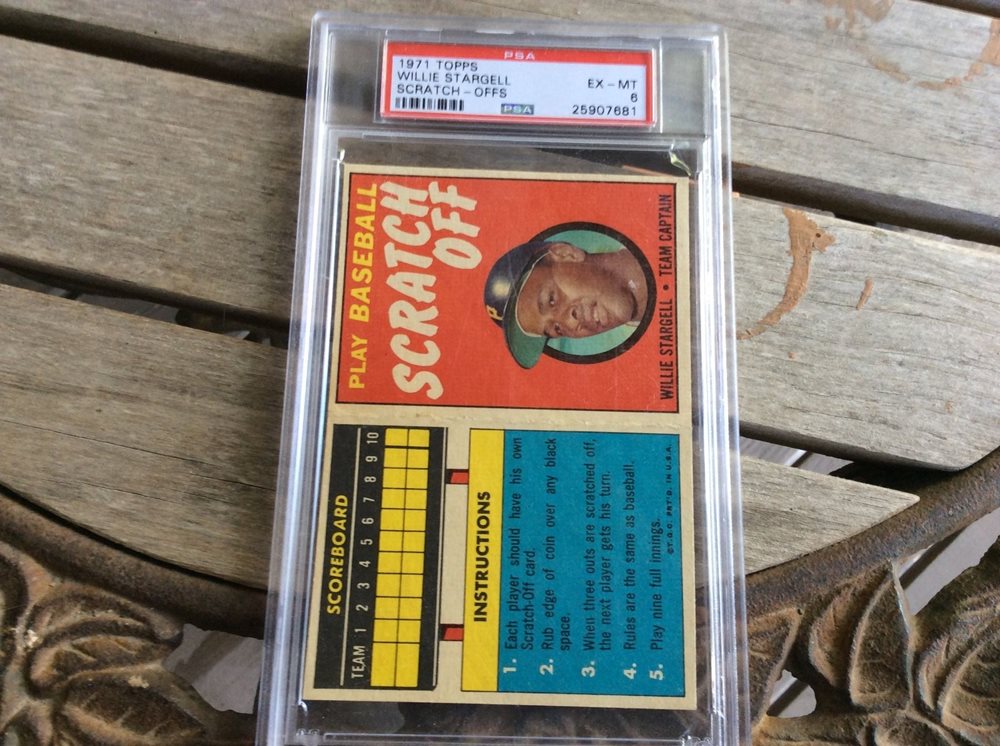 PSA
1971 TOPPS
WILLIE STARGELL
SCRATCH-OFFS
EX-MT
6
PSA
25907681
PLAY BASEBALL
SCRATCH
OFF
P
WILLIE STARGELL • TEAM CAPTAIN
SCOREBOARD
TEAM 1 2 3 4 5 6 7 8 9 10
INSTRUCTIONS
1. Each player should have his own
Scratch-Off card.
2. Rub edge of coin over any black
space.
3. When three outs are scratched off,
the next player gets his turn.
4. Rules are the same as baseball.
5. Play nine full innings.
©T.C.G. PRT'D. IN U.S.A.